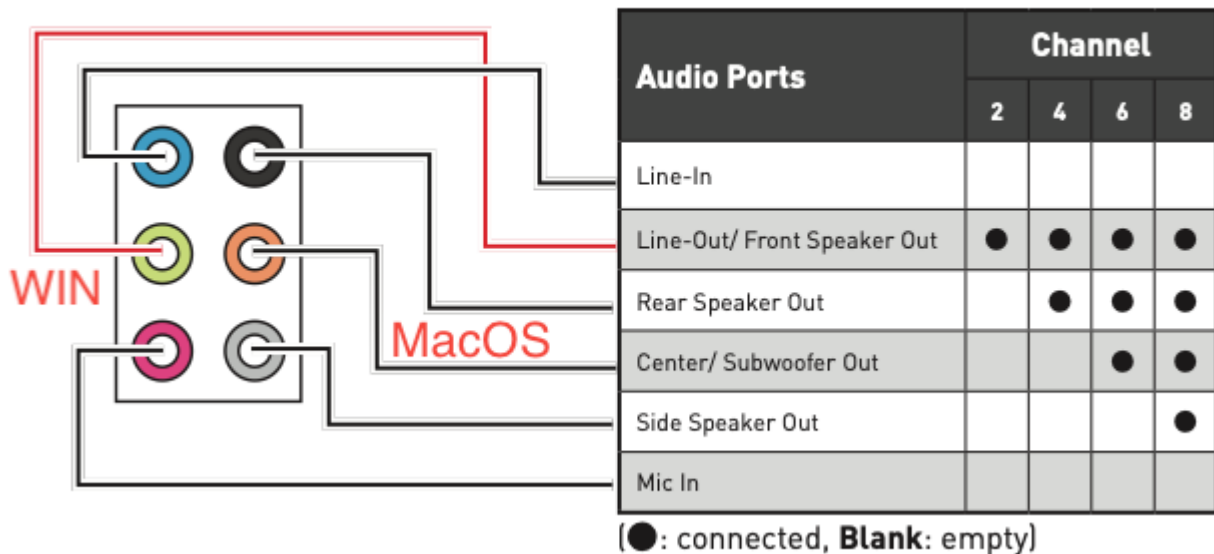 WIN
MacOS
Audio Ports
Channel
2 4 6 8
Line-In
Line-Out/ Front Speaker Out ● ● ● ●
Rear Speaker Out ● ● ●
Center/ Subwoofer Out ● ●
Side Speaker Out ●
Mic In
(●: connected, Blank: empty)